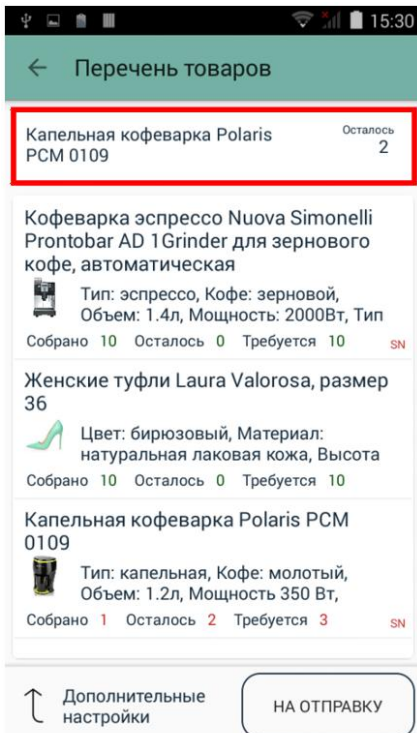 15:30
Перечень товаров
Капельная кофеварка Polaris
PCM 0109
Осталось
2
Кофеварка эспрессо Nuova Simonelli
Prontobar AD 1Grinder для зернового
кофе, автоматическая
Тип: эспрессо, Кофе: зерновой,
Объем: 1.4л, Мощность: 2000Вт, Тип
Собрано 10 Осталось 0 Требуется 10 SN
Женские туфли Laura Valorosa, размер
36
Цвет: бирюзовый, Материал:
натуральная лаковая кожа, Высота
Собрано 10 Осталось 0 Требуется 10
Капельная кофеварка Polaris PCM
0109
Тип: капельная, Кофе: молотый,
Объем: 1.2л, Мощность 350 Вт,
Собрано 1 Осталось 2 Требуется 3 SN
Дополнительные
настройки
НА ОТПРАВКУ